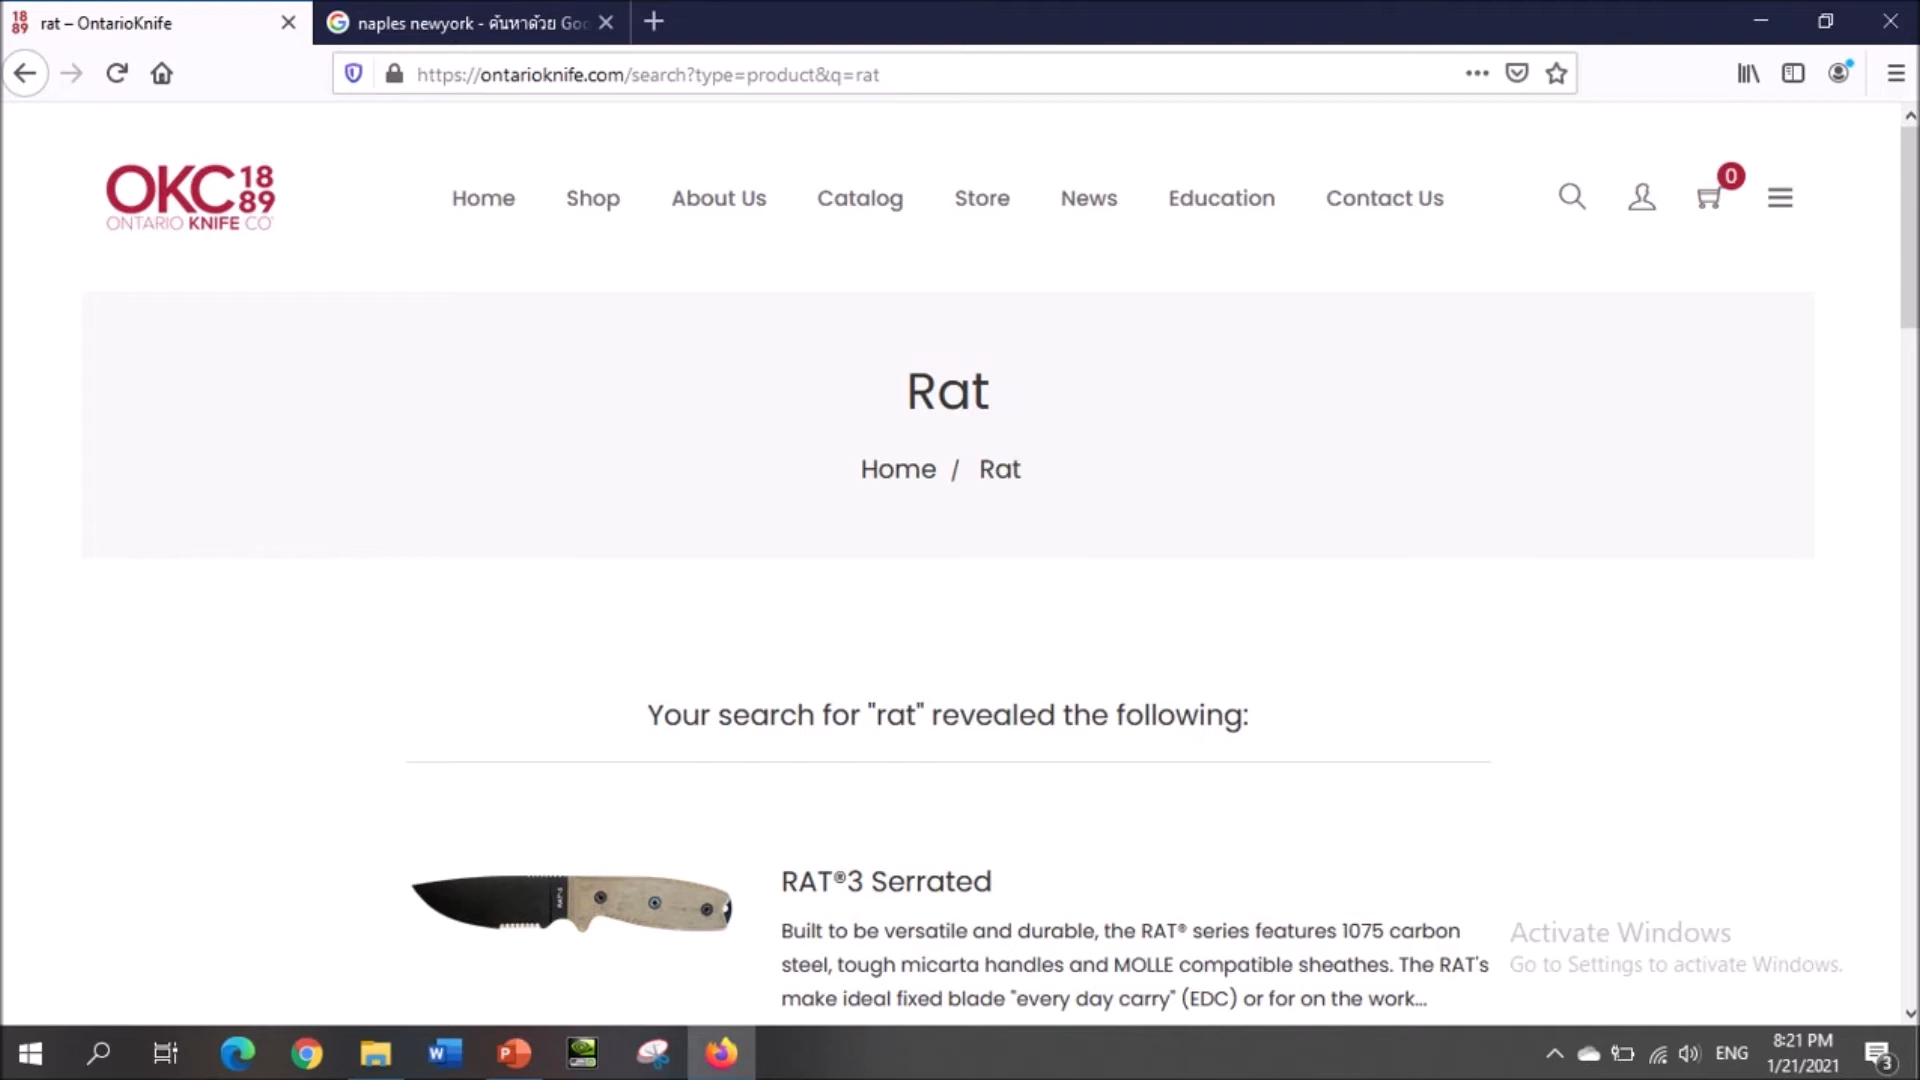 rat – OntarioKnife
naples newyork - ค้นหาด้วย Goo
https://ontarioknife.com/search?type=product&q=rat
OKC 18 89
ONTARIO KNIFE CO
Home Shop About Us Catalog Store News Education Contact Us
0
Rat
Home / Rat
Your search for "rat" revealed the following:
RAT®3 Serrated
Built to be versatile and durable, the RAT® series features 1075 carbon
steel, tough micarta handles and MOLLE compatible sheathes. The RAT's
make ideal fixed blade "every day carry" (EDC) or for on the work...
Activate Windows
Go to Settings to activate Windows.
ENG
8:21 PM
1/21/2021
3